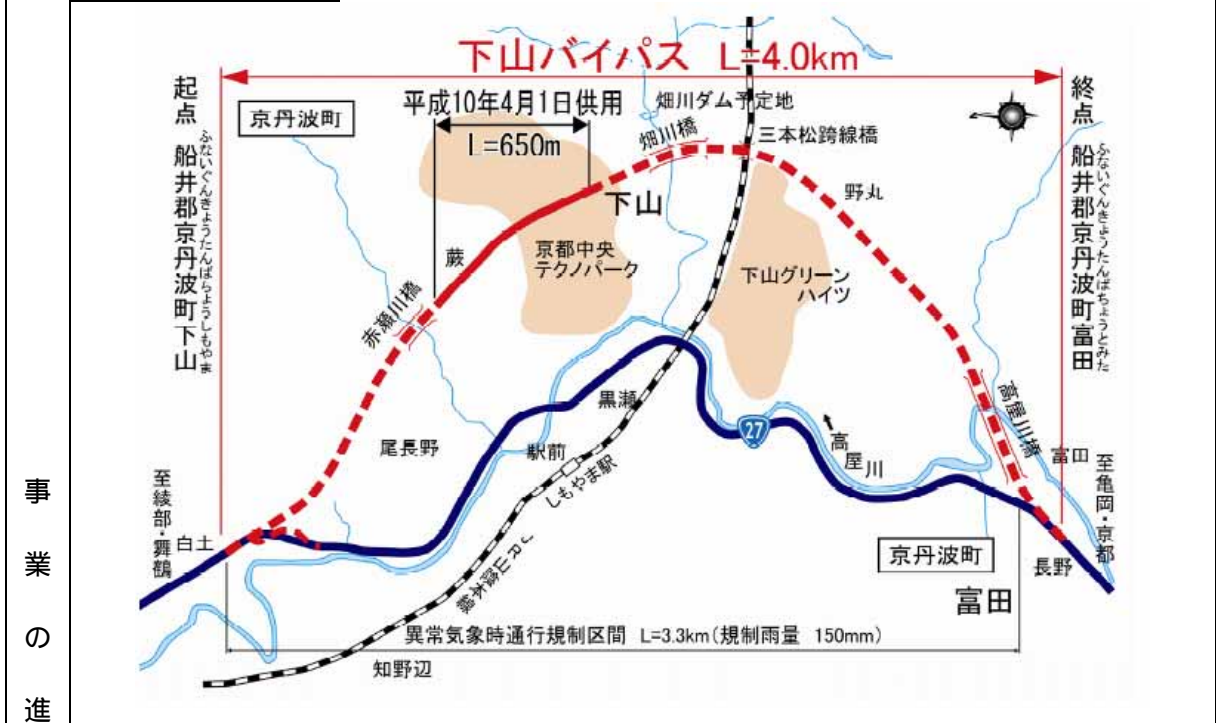 下山バイパス L=4.0km
起点 船井郡京丹波町下山
ふないぐんきょうたんばちょうしもやま
京丹波町
平成10年4月1日供用
L=650m
畑川ダム予定地
畑川橋
三本松跨線橋
終点 船井郡京丹波町富田
ふないぐんきょうたんばちょうとみた
下山
野丸
蕨
京都中央
テクノパーク
下山グリーン
ハイツ
赤瀬川橋
黒瀬
27
高屋川橋
尾長野
駅前
高屋川
富田
至亀岡・京都
しもやま駅
至綾部・舞鶴
白土
JR山陰本線
京丹波町
長野
富田
異常気象時通行規制区間 L=3.3km(規制雨量 150mm)
知野辺
事業の進